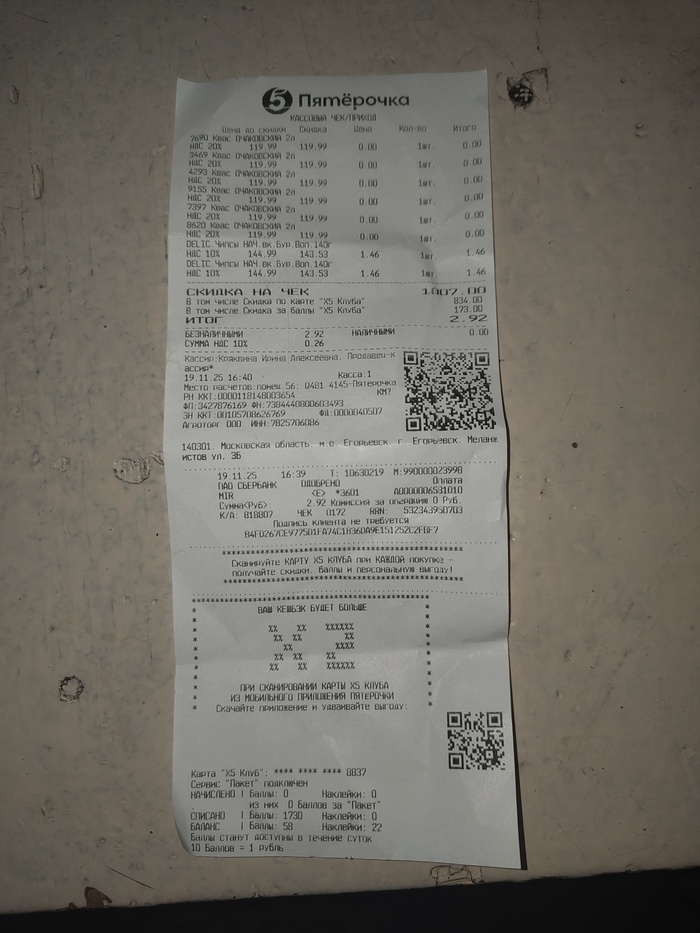 5 Пятёрочка
КАССОВЫЙ ЧЕК/ПРИХОД
Цена до скидки Скидка Цена Кол-во Итого
7690 Квас ОЧАКОВСКИЙ 2л
НДС 20% 119.99 119.99 0.00 1шт. 0.00
3469 Квас ОЧАКОВСКИЙ 2л
НДС 20% 119.99 119.99 0.00 1шт. 0.00
4293 Квас ОЧАКОВСКИЙ 2л
НДС 20% 119.99 119.99 0.00 1шт. 0.00
9155 Квас ОЧАКОВСКИЙ 2л
НДС 20% 119.99 119.99 0.00 1шт. 0.00
7397 Квас ОЧАКОВСКИЙ 2л
НДС 20% 119.99 119.99 0.00 1шт. 0.00
8620 Квас ОЧАКОВСКИЙ 2л
НДС 20% 119.99 119.99 0.00 1шт. 0.00
DELIC.Чипсы НАЧ.вк.Бур.Вол.140г
НДС 10% 144.99 143.53 1.46 1шт. 1.46
DELIC.Чипсы НАЧ.вк.Бур.Вол.140г
НДС 10% 144.99 143.53 1.46 1шт 1.46
СКИДКА НА ЧЕК 1007.00
В том числе Скидка по карте "X5 Клуба" 834.00
В том числе Скидка за баллы "X5 Клуба" 173.00
ИТОГ 2.92
БЕЗНАЛИЧНЫМИ 2.92 НАЛИЧНЫМИ 0.00
СУММА НДС 10% 0.26
Кассир:Кряквина Ирина Алексеевна. Продавец-к
ассир*
19.11.25 16:40 Касса:1
Место расчетов:помещ.56; 0481 4145-Пятерочка
РН ККТ:0000118148003654 КМ?
ФП:3427876169 ФН:7384440800603493
ЗН ККТ:00105708626769 ФД:0000040507
Агроторг ООО ИНН:7825706086
140301, Московская область, м о, Егорьевск, г. Егорьевск, Меланж
истов ул, 3Б
19.11.25 16:39 Т: 10630219 М:990000023998
ПАО СБЕРБАНК ОДОБРЕНО Оплата
MIR <E> *3601 A0000006531010
Сумма<Руб>: 2.92 Комиссия за операцию 0 Руб.
К/А: 818807 ЧЕК 0172 RRN: 532343950703
Подпись клиента не требуется
B4FD267CE9775D1FA74C18360A9E151252C2FBF7
Сканируйте КАРТУ X5 КЛУБА при КАЖДОЙ покупке –
получайте скидки, баллы и персональную выгоду!
ВАШ КЕШБЭК БУДЕТ БОЛЬШЕ
X2
ПРИ СКАНИРОВАНИИ КАРТЫ X5 КЛУБА
ИЗ МОБИЛЬНОГО ПРИЛОЖЕНИЯ ПЯТЕРОЧКИ
Скачайте приложение и удваивайте выгоду:
Карта "X5 Клуб": **** **** **** 8837
Сервис "Пакет" подключен
НАЧИСЛЕНО | Баллы: 0 Наклейки: 0
из них 0 Баллов за "Пакет"
СПИСАНО | Баллы: 1730 Наклейки: 0
БАЛАНС | Баллы: 58 Наклейки: 22
Баллы станут доступны в течение суток
10 Баллов = 1 рубль